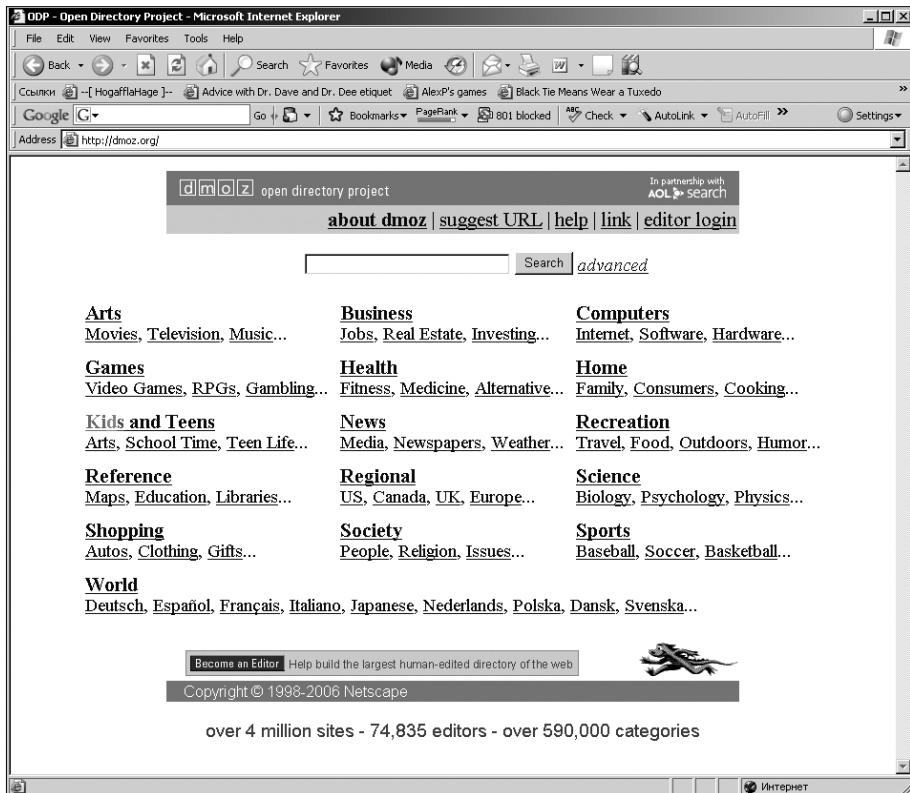 ODP - Open Directory Project - Microsoft Internet Explorer
File Edit View Favorites Tools Help
Back Search Favorites Media
Ссылки --[ HogafflaHage ]-- Advice with Dr. Dave and Dr. Dee etiquet AlexP's games Black Tie Means Wear a Tuxedo »
Google G Go Bookmarks PageRank 801 blocked ABC Check AutoLink AutoFill » Settings
Address http://dmoz.org/
dmoz open directory project In partnership with
AOL search
about dmoz | suggest URL | help | link | editor login
Search advanced
Arts Business Computers
Movies, Television, Music... Jobs, Real Estate, Investing... Internet, Software, Hardware...
Games Health Home
Video Games, RPGs, Gambling... Fitness, Medicine, Alternative... Family, Consumers, Cooking...
Kids and Teens News Recreation
Arts, School Time, Teen Life... Media, Newspapers, Weather... Travel, Food, Outdoors, Humor...
Reference Regional Science
Maps, Education, Libraries... US, Canada, UK, Europe... Biology, Psychology, Physics...
Shopping Society Sports
Autos, Clothing, Gifts... People, Religion, Issues... Baseball, Soccer, Basketball...
World
Deutsch, Español, Français, Italiano, Japanese, Nederlands, Polska, Dansk, Svenska...
Become an Editor Help build the largest human-edited directory of the web
Copyright © 1998-2006 Netscape
over 4 million sites - 74,835 editors - over 590,000 categories
Интернет